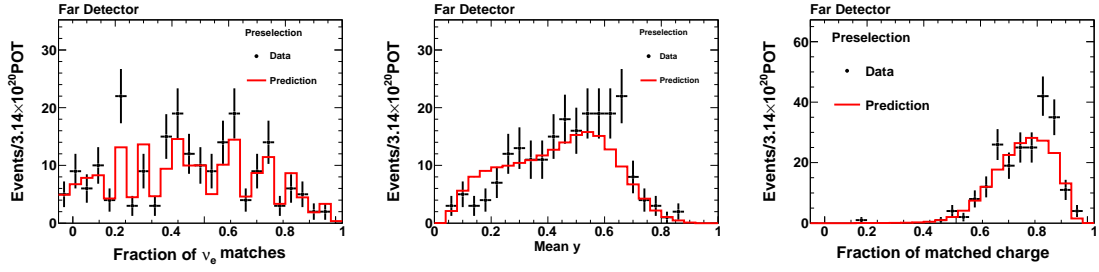 Far Detector
Events/3.14×10²⁰POT
30
20
10
0
Preselection
Data
Prediction
0 0.2 0.4 0.6 0.8 1
Fraction of νₑ matches
Far Detector
Events/3.14×10²⁰POT
30
20
10
0
Preselection
Data
Prediction
0 0.2 0.4 0.6 0.8 1
Mean y
Far Detector
Events/3.14×10²⁰POT
60
40
20
0
Preselection
Data
Prediction
0 0.2 0.4 0.6 0.8 1
Fraction of matched charge